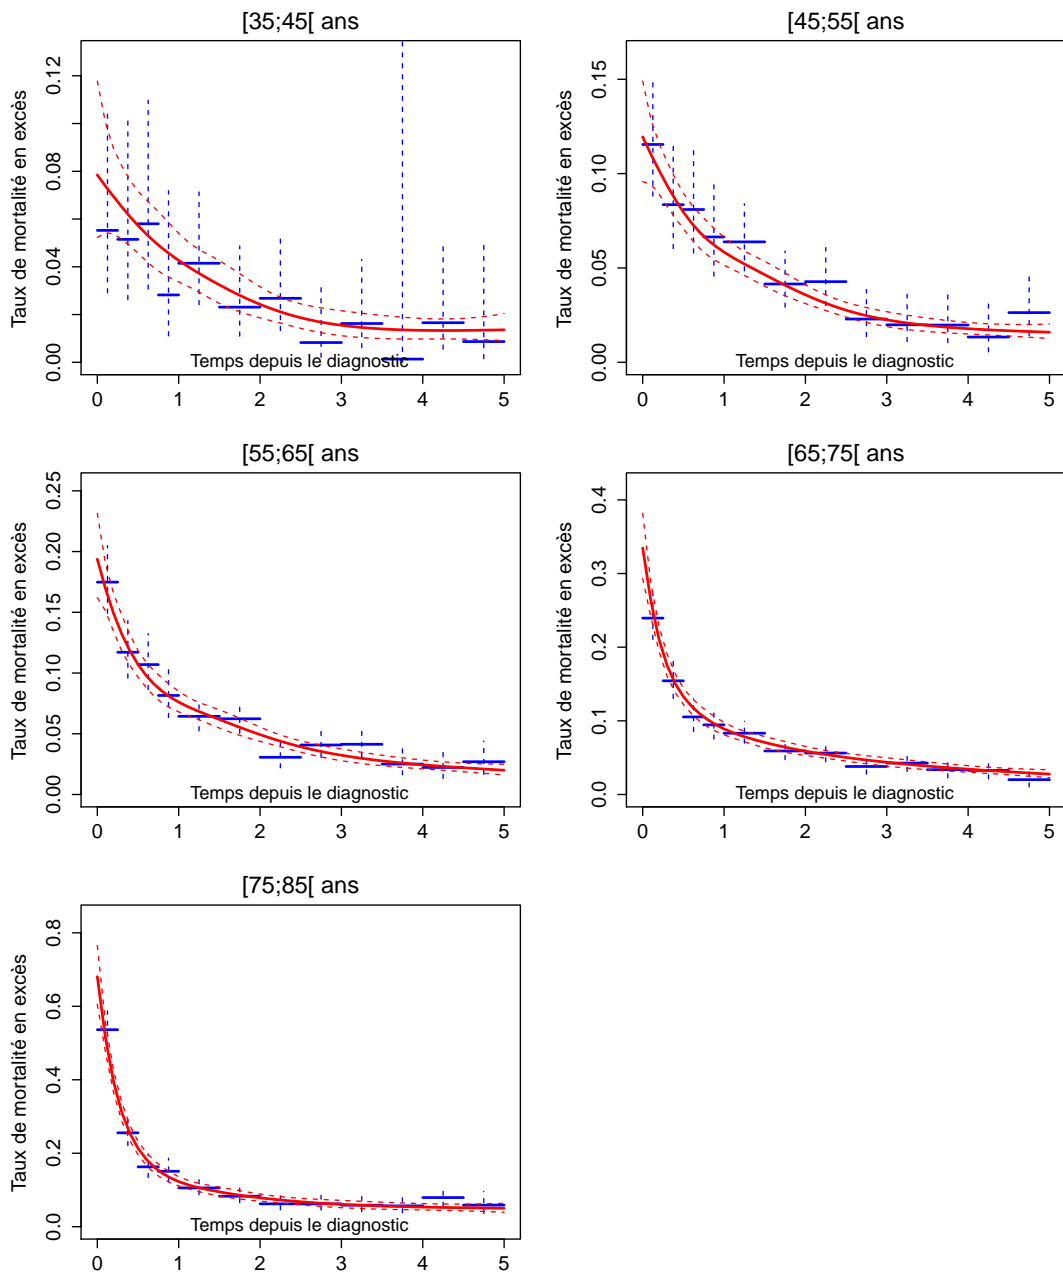 [35;45[ ans
Taux de mortalité en excès
0.00 0.04 0.08 0.12
Temps depuis le diagnostic
0 1 2 3 4 5
[45;55[ ans
Taux de mortalité en excès
0.00 0.05 0.10 0.15
Temps depuis le diagnostic
0 1 2 3 4 5
[55;65[ ans
Taux de mortalité en excès
0.00 0.05 0.10 0.15 0.20 0.25
Temps depuis le diagnostic
0 1 2 3 4 5
[65;75[ ans
Taux de mortalité en excès
0.0 0.1 0.2 0.3 0.4
Temps depuis le diagnostic
0 1 2 3 4 5
[75;85[ ans
Taux de mortalité en excès
0.0 0.2 0.4 0.6 0.8
Temps depuis le diagnostic
0 1 2 3 4 5